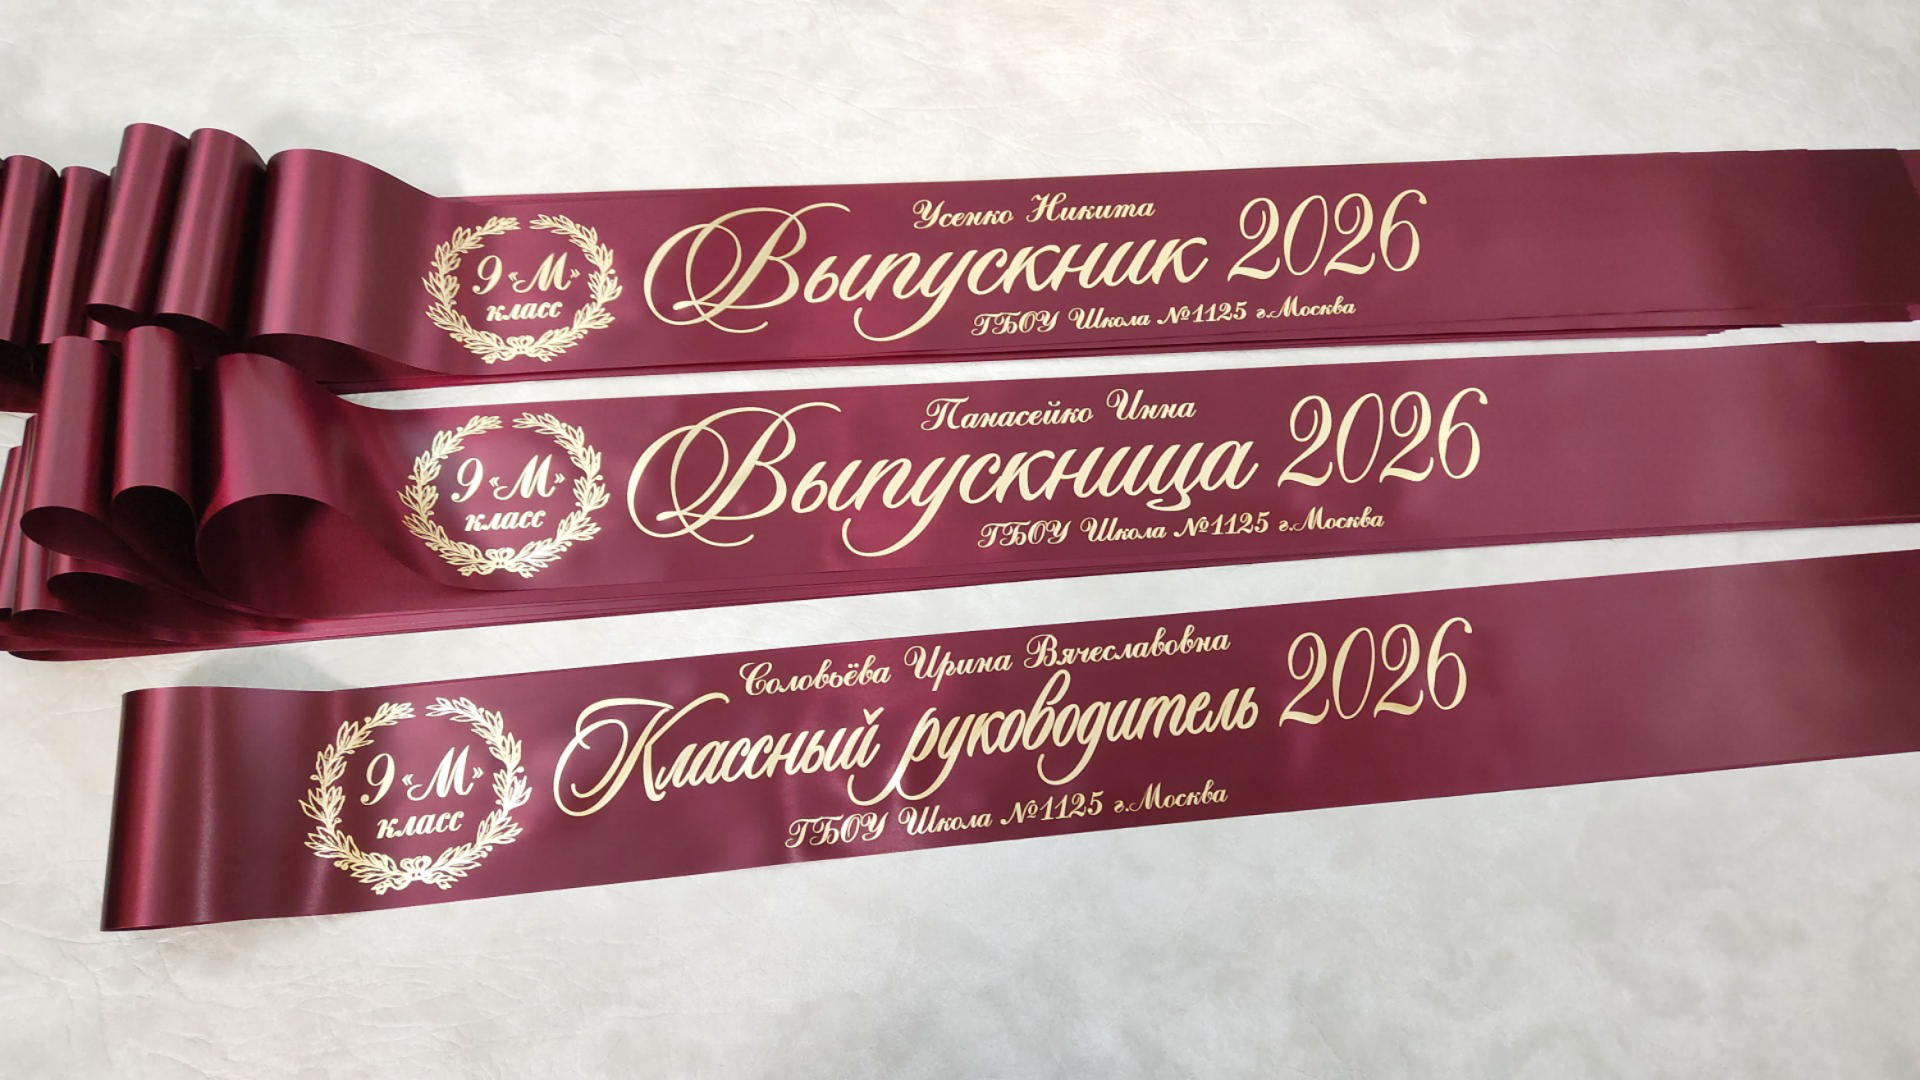 9 «М»
класс
Усенко Никита
Выпускник 2026
ГБОУ Школа №1125 г.Москва
9 «М»
класс
Панасейко Инна
Выпускница 2026
ГБОУ Школа №1125 г.Москва
9 «М»
класс
Соловьёва Ирина Вячеславовна
Классный руководитель 2026
ГБОУ Школа №1125 г.Москва